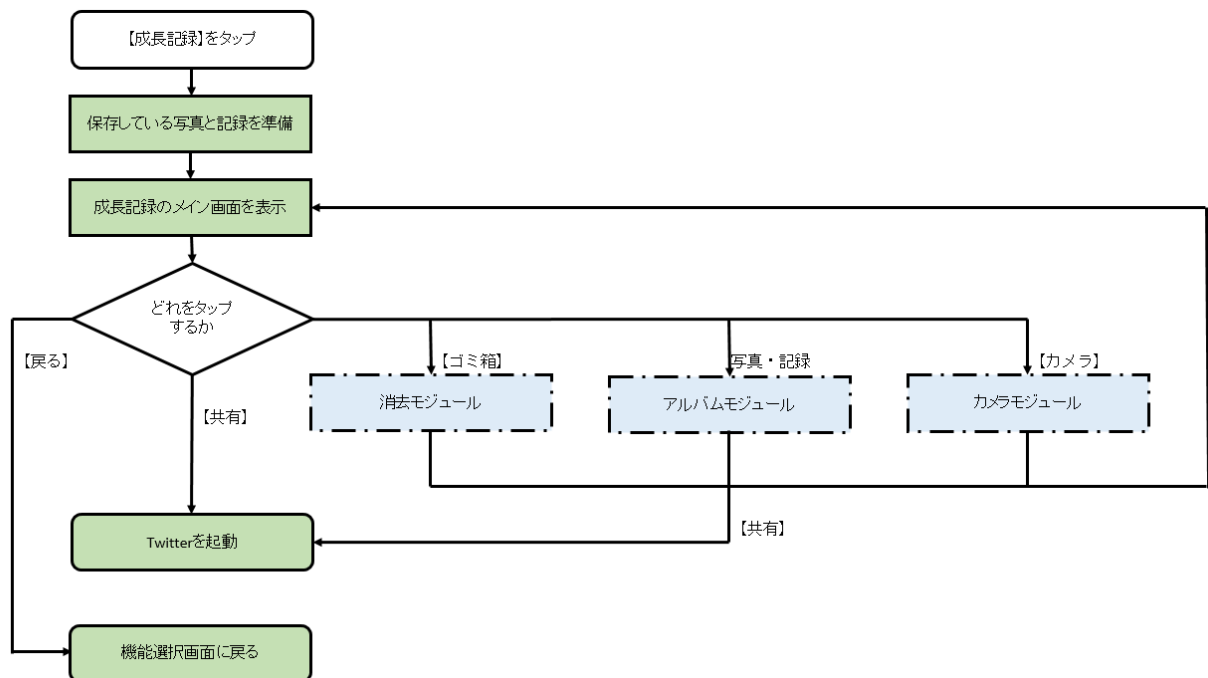 【成長記録】をタップ
保存している写真と記録を準備
成長記録のメイン画面を表示
どれをタップ
するか
【戻る】
【ゴミ箱】
写真・記録
【カメラ】
消去モジュール
アルバムモジュール
カメラモジュール
【共有】
【共有】
Twitterを起動
機能選択画面に戻る